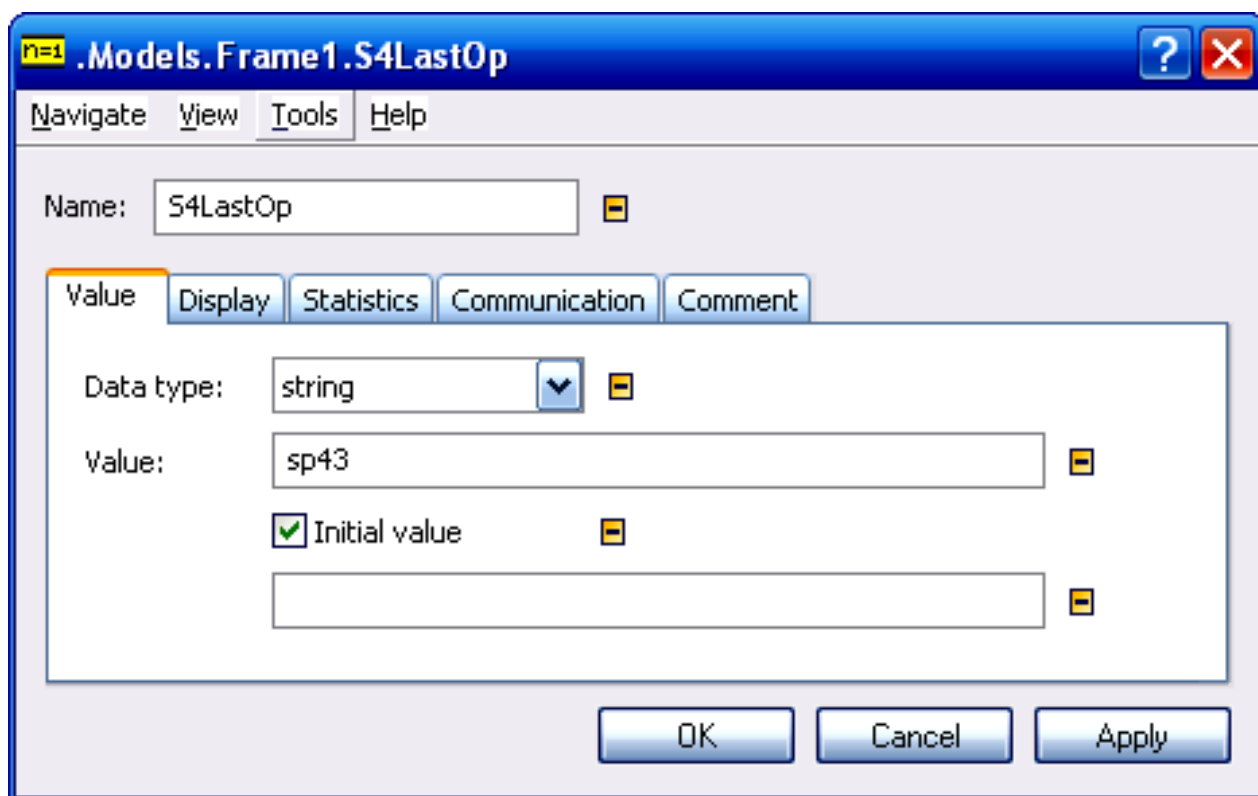 n=1 .Models.Frame1.S4LastOp ?
Navigate View Tools Help
Name: S4LastOp
Value Display Statistics Communication Comment
Data type: string
Value: sp43
Initial value
OK Cancel Apply